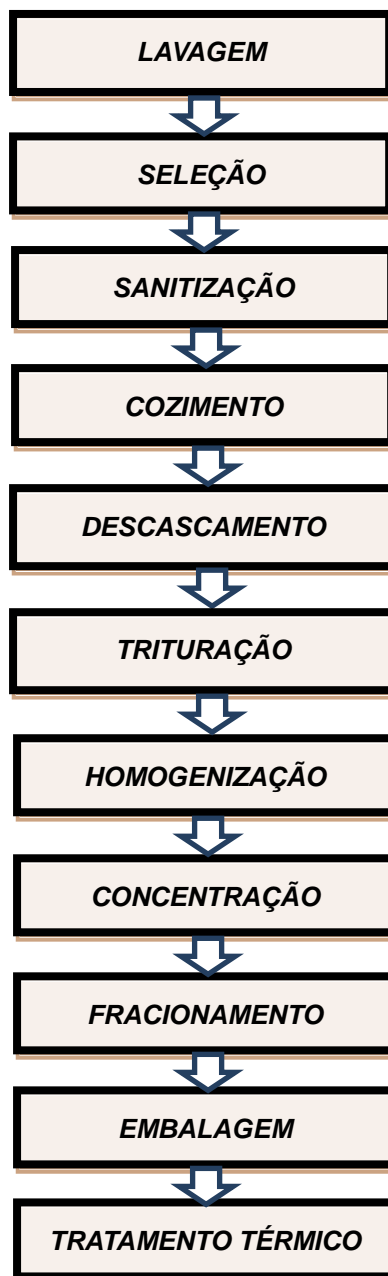 LAVAGEM
SELEÇÃO
SANITIZAÇÃO
COZIMENTO
DESCASCAMENTO
TRITURAÇÃO
HOMOGENIZAÇÃO
CONCENTRAÇÃO
FRACIONAMENTO
EMBALAGEM
TRATAMENTO TÉRMICO